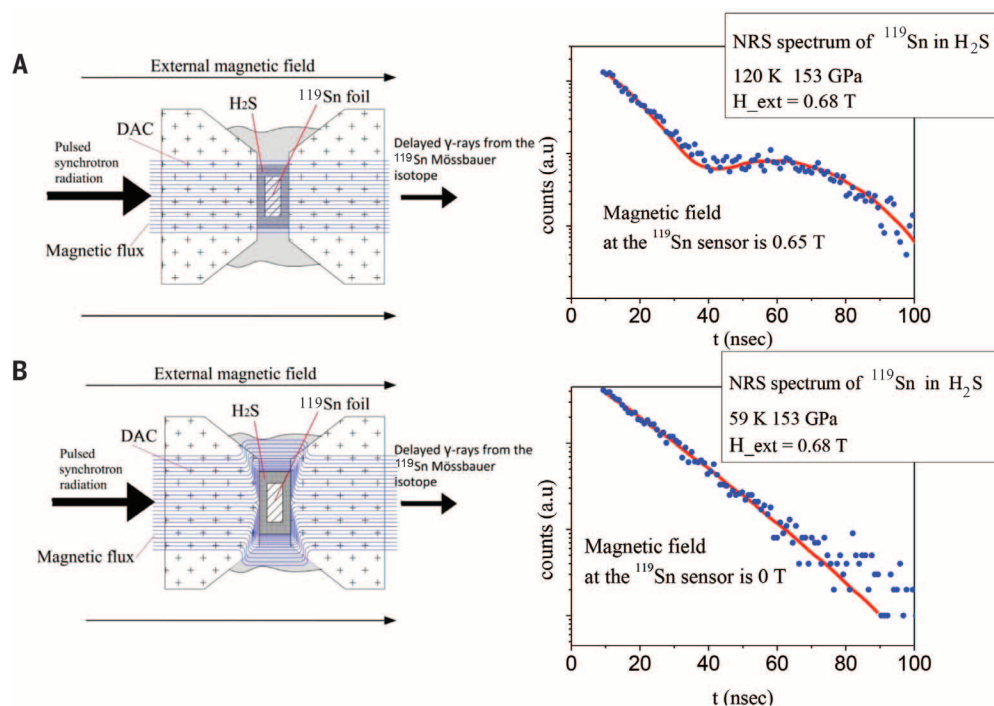 A
External magnetic field
H2S
119Sn foil
DAC
Pulsed
synchrotron
radiation
Delayed γ-rays from the
119Sn Mössbauer
isotope
Magnetic flux
NRS spectrum of 119Sn in H2S
120 K 153 GPa
H_ext = 0.68 T
counts (a.u)
Magnetic field
at the 119Sn sensor is 0.65 T
0 20 40 60 80 100
t (nsec)
B
External magnetic field
H2S
119Sn foil
DAC
Pulsed
synchrotron
radiation
Delayed γ-rays from the
119Sn Mössbauer
isotope
Magnetic flux
NRS spectrum of 119Sn in H2S
59 K 153 GPa
H_ext = 0.68 T
counts (a.u)
Magnetic field
at the 119Sn sensor is 0 T
0 20 40 60 80 100
t (nsec)